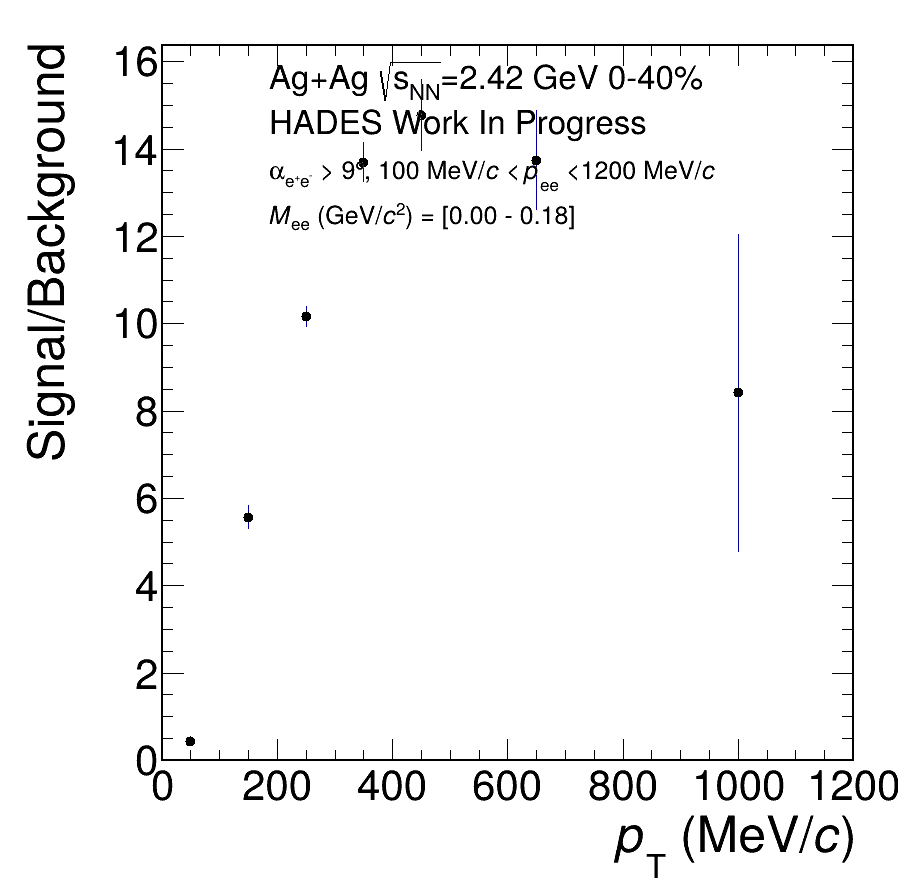 Signal/Background
16
14
12
10
8
6
4
2
0
Ag+Ag √sNN=2.42 GeV 0-40%
HADES Work In Progress
αe+e- > 9°, 100 MeV/c < pee <1200 MeV/c
Mee (GeV/c²) = [0.00 - 0.18]
0 200 400 600 800 1000 1200
pT (MeV/c)